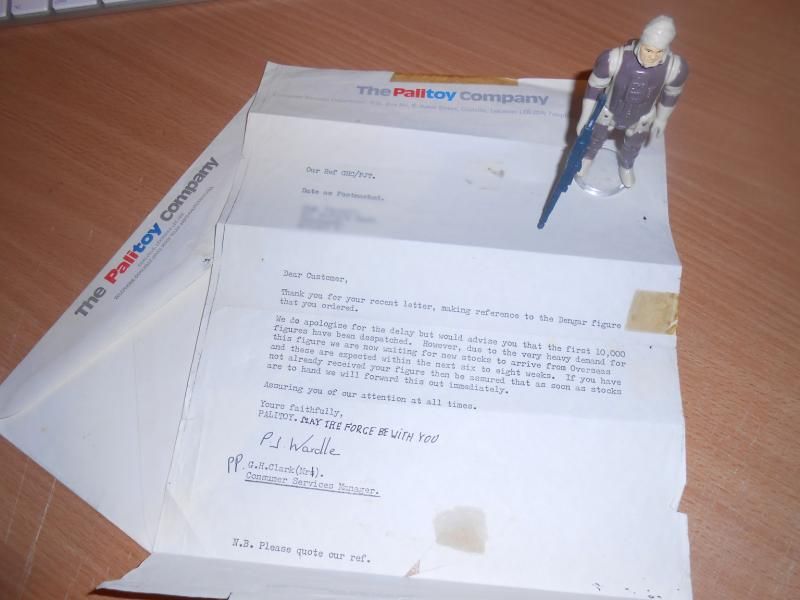 The Palitoy Company
Our Ref GHC/PJT.
Date as Postmarked.
Dear Customer,
Thank you for your recent letter, making reference to the Dengar figure
that you ordered.
We do apologise for the delay but would advise you that the first 10,000
figures have been despatched. However, due to the very heavy demand for
this figure we are now waiting for new stocks to arrive from Overseas
and these are expected within the next six to eight weeks. If you have
not already received your figure then be assured that as soon as stocks
are to hand we will forward this out immediately.
Assuring you of our attention at all times.
Yours faithfully,
PALITOY. MAY THE FORCE BE WITH YOU
P J. Wardle
PP. G.H.Clark(Mrs).
Consumer Services Manager.
N.B. Please quote our ref.
The Palitoy Company